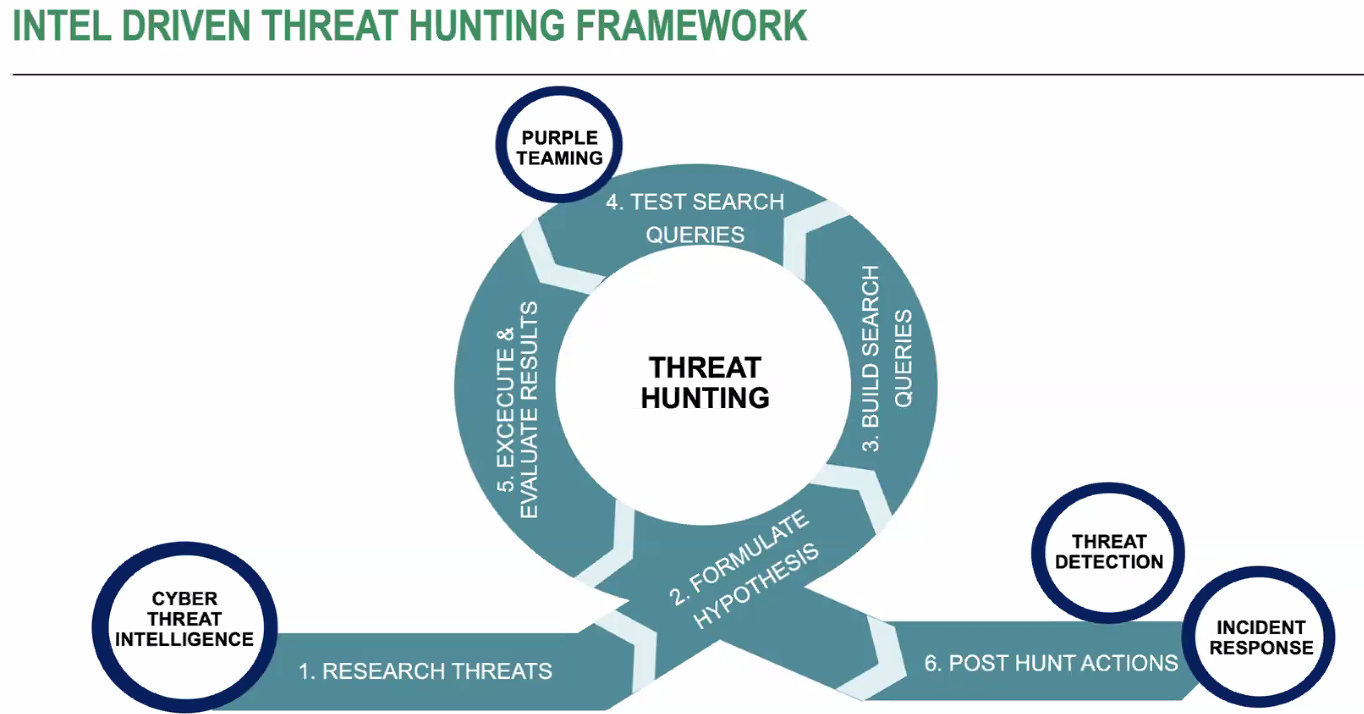 INTEL DRIVEN THREAT HUNTING FRAMEWORK
PURPLE
TEAMING
4. TEST SEARCH
QUERIES
3. BUILD SEARCH
QUERIES
THREAT
HUNTING
5. EXCECUTE &
EVALUATE RESULTS
2. FORMULATE
HYPOTHESIS
CYBER
THREAT
INTELLIGENCE
1. RESEARCH THREATS
THREAT
DETECTION
INCIDENT
RESPONSE
6. POST HUNT ACTIONS